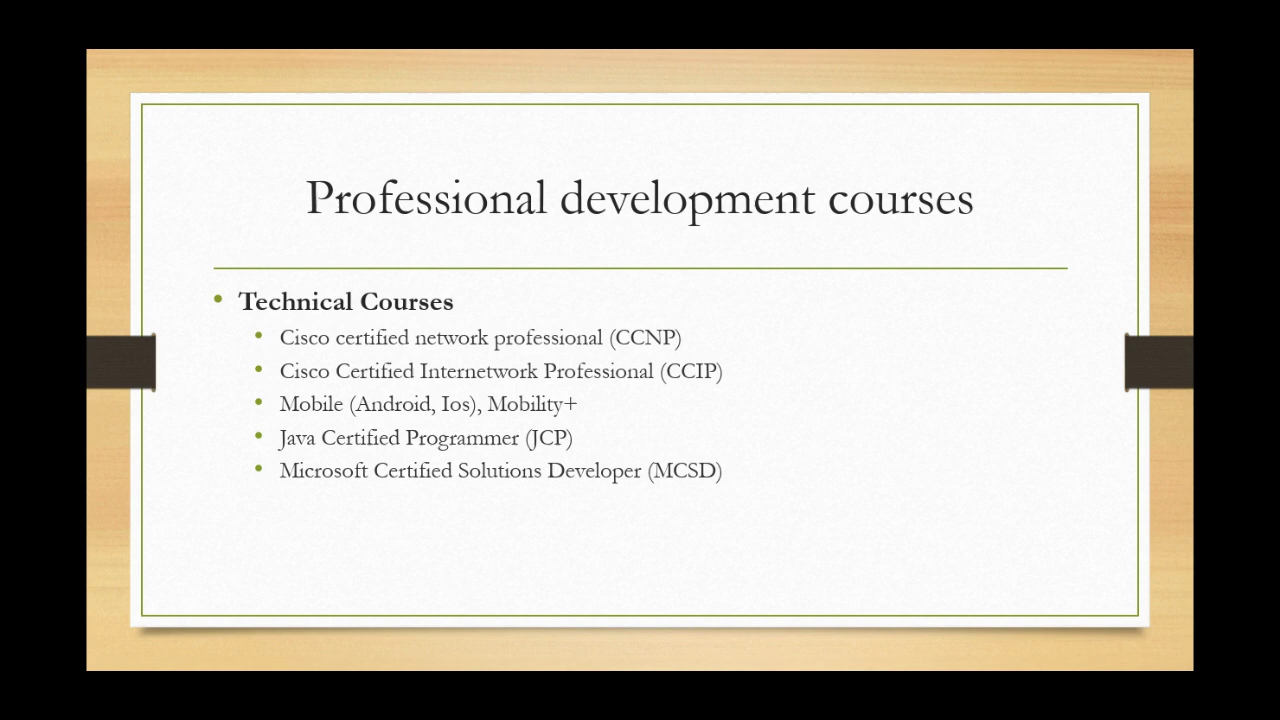 Professional development courses
Technical Courses
Cisco certified network professional (CCNP)
Cisco Certified Internetwork Professional (CCIP)
Mobile (Android, Ios), Mobility+
Java Certified Programmer (JCP)
Microsoft Certified Solutions Developer (MCSD)